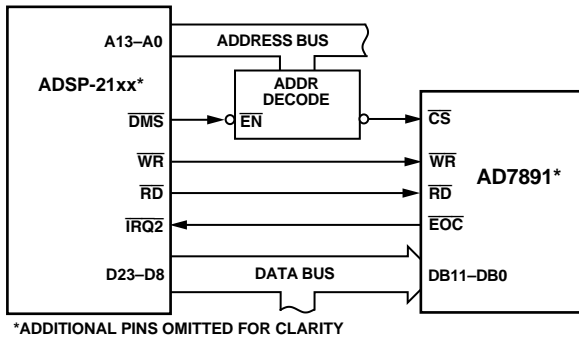 A13–A0
ADDRESS BUS
ADSP-21xx*
ADDR
DECODE
DMS
EN
CS
WR
WR
AD7891*
RD
RD
IRQ2
EOC
D23–D8
DATA BUS
DB11–DB0
*ADDITIONAL PINS OMITTED FOR CLARITY